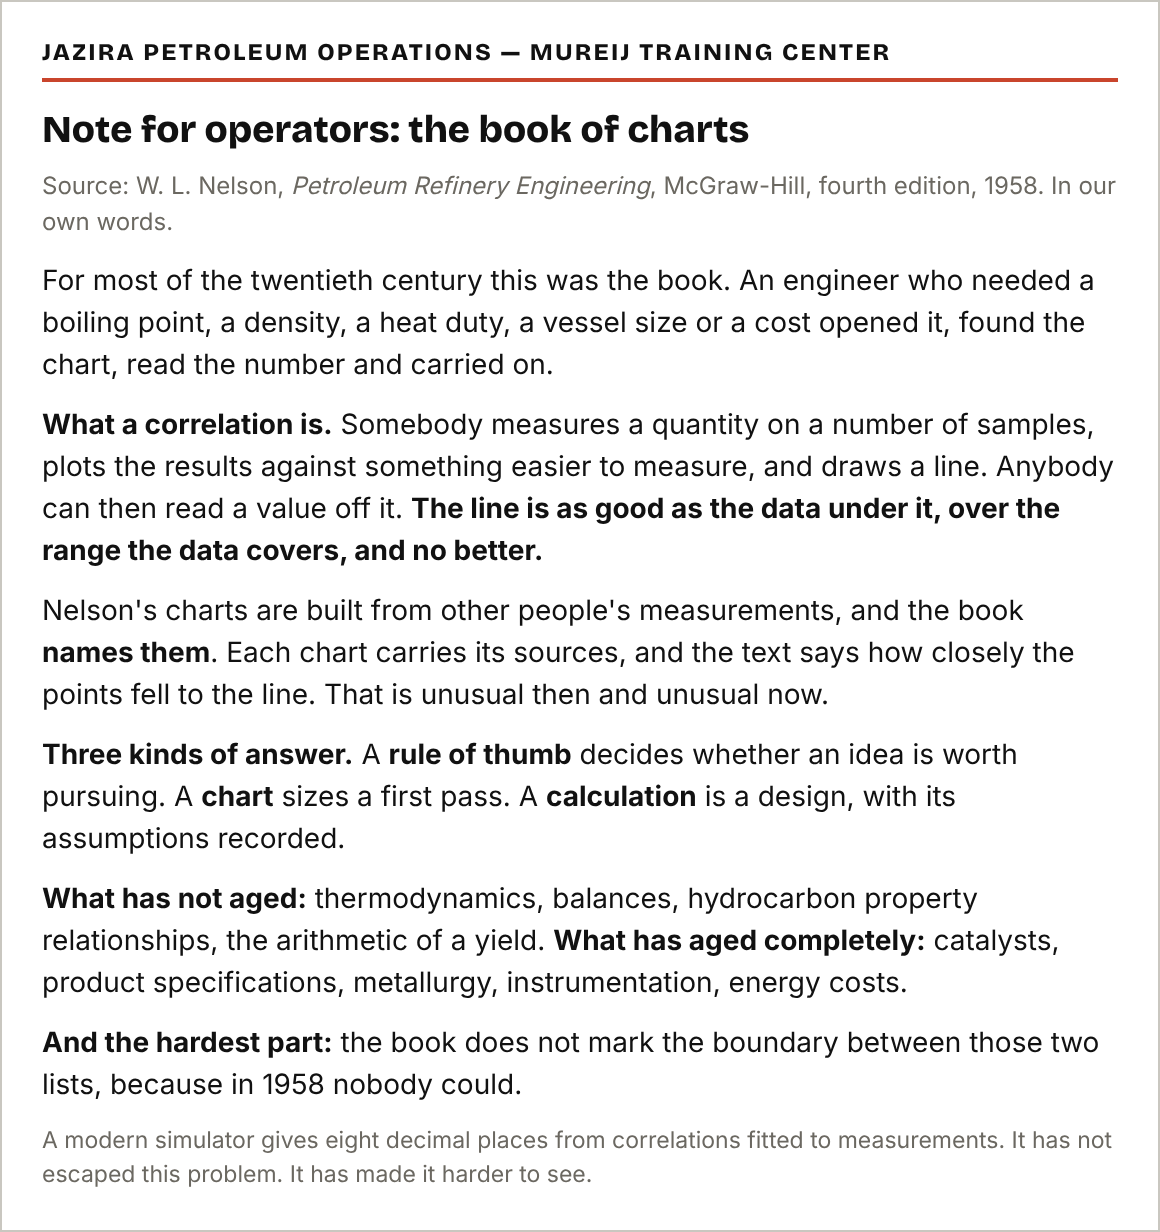 JAZIRA PETROLEUM OPERATIONS — MUREIJ TRAINING CENTER
Note for operators: the book of charts
Source: W. L. Nelson, Petroleum Refinery Engineering, McGraw-Hill, fourth edition, 1958. In our
own words.
For most of the twentieth century this was the book. An engineer who needed a
boiling point, a density, a heat duty, a vessel size or a cost opened it, found the
chart, read the number and carried on.
What a correlation is. Somebody measures a quantity on a number of samples,
plots the results against something easier to measure, and draws a line. Anybody
can then read a value off it. The line is as good as the data under it, over the
range the data covers, and no better.
Nelson's charts are built from other people's measurements, and the book
names them. Each chart carries its sources, and the text says how closely the
points fell to the line. That is unusual then and unusual now.
Three kinds of answer. A rule of thumb decides whether an idea is worth
pursuing. A chart sizes a first pass. A calculation is a design, with its
assumptions recorded.
What has not aged: thermodynamics, balances, hydrocarbon property
relationships, the arithmetic of a yield. What has aged completely: catalysts,
product specifications, metallurgy, instrumentation, energy costs.
And the hardest part: the book does not mark the boundary between those two
lists, because in 1958 nobody could.
A modern simulator gives eight decimal places from correlations fitted to measurements. It has not
escaped this problem. It has made it harder to see.